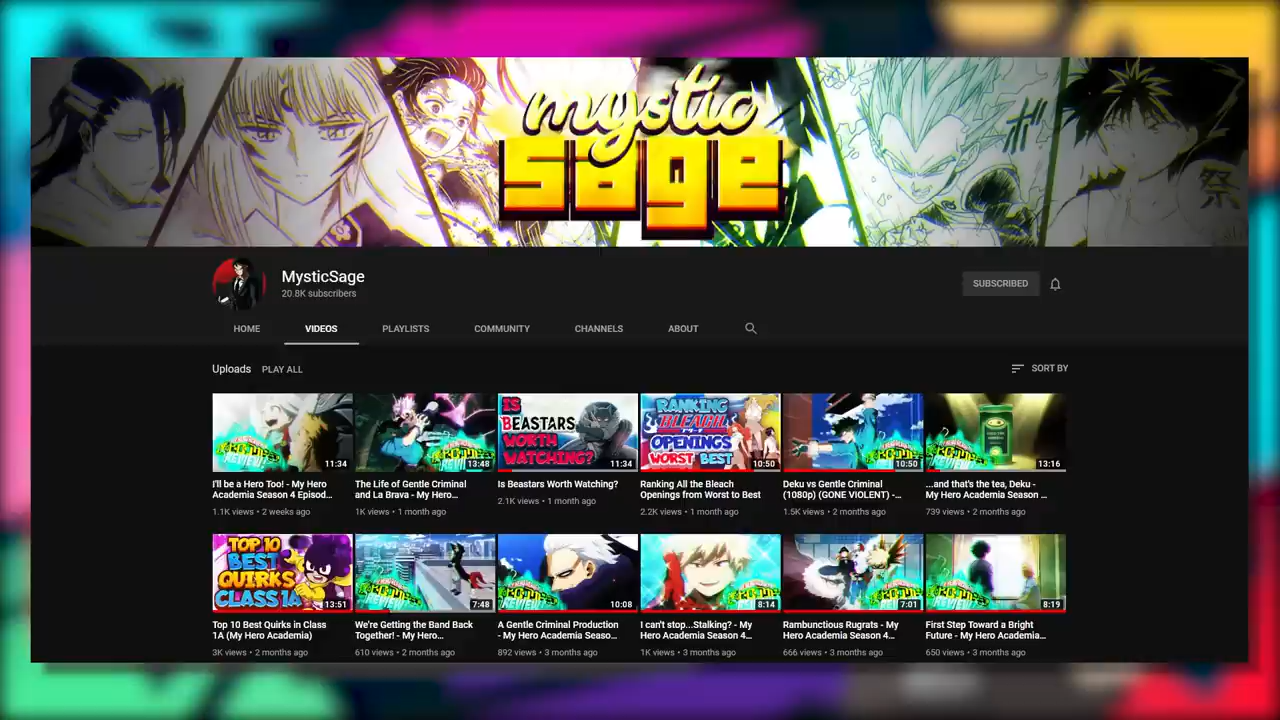 mystic
sage
MysticSage
20.8K subscribers
SUBSCRIBED
HOME VIDEOS PLAYLISTS COMMUNITY CHANNELS ABOUT
Uploads PLAY ALL
SORT BY
REVIEW!
11:34
REVIEW!
13:48
IS
BEASTARS
WORTH
WATCHING?
11:34
RANKING
BLEACH
OPENINGS
WORST BEST
10:50
REVIEW!
10:50
REVIEW!
13:16
I'll be a Hero Too! - My Hero
Academia Season 4 Episod...
1.1K views • 2 weeks ago
The Life of Gentle Criminal
and La Brava - My Hero...
1K views • 1 month ago
Is Beastars Worth Watching?
2.1K views • 1 month ago
Ranking All the Bleach
Openings from Worst to Best
2.2K views • 1 month ago
Deku vs Gentle Criminal
(1080p) (GONE VIOLENT) -...
1.5K views • 2 months ago
...and that's the tea, Deku -
My Hero Academia Season ...
739 views • 2 months ago
TOP 10
BEST
QUIRKS
CLASS 1A
13:51
REVIEW!
7:48
REVIEW!
10:08
REVIEW!
8:14
REVIEW!
7:01
REVIEW!
8:19
Top 10 Best Quirks in Class
1A (My Hero Academia)
3K views • 2 months ago
We're Getting the Band Back
Together! - My Hero...
610 views • 2 months ago
A Gentle Criminal Production
- My Hero Academia Seaso...
892 views • 3 months ago
I can't stop...Stalking? - My
Hero Academia Season 4...
1K views • 3 months ago
Rambunctious Rugrats - My
Hero Academia Season 4...
666 views • 3 months ago
First Step Toward a Bright
Future - My Hero Academia...
650 views • 3 months ago